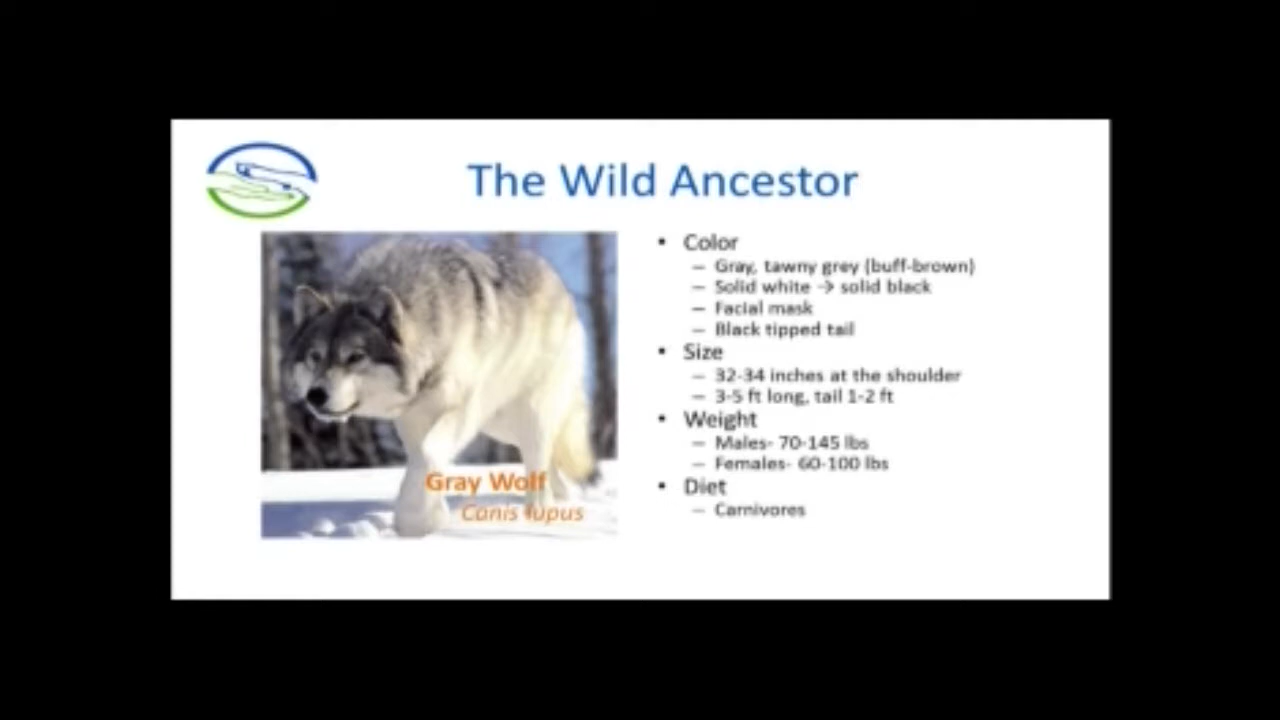 The Wild Ancestor
Gray Wolf
Canis lupus
• Color
– Gray, tawny grey (buff-brown)
– Solid white → solid black
– Facial mask
– Black tipped tail
• Size
– 32-34 inches at the shoulder
– 3-5 ft long, tail 1-2 ft
• Weight
– Males- 70-145 lbs
– Females- 60-100 lbs
• Diet
– Carnivores